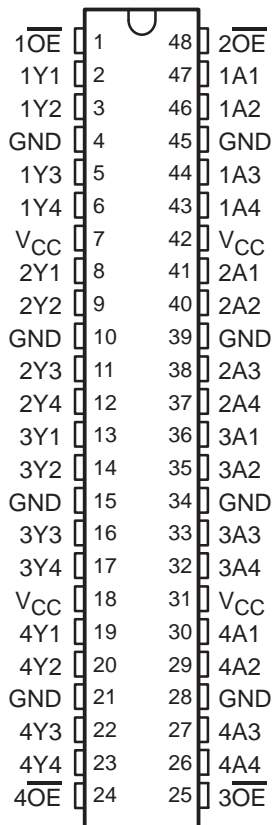 1O̅E̅ 1 48 2O̅E̅
1Y1 2 47 1A1
1Y2 3 46 1A2
GND 4 45 GND
1Y3 5 44 1A3
1Y4 6 43 1A4
VCC 7 42 VCC
2Y1 8 41 2A1
2Y2 9 40 2A2
GND 10 39 GND
2Y3 11 38 2A3
2Y4 12 37 2A4
3Y1 13 36 3A1
3Y2 14 35 3A2
GND 15 34 GND
3Y3 16 33 3A3
3Y4 17 32 3A4
VCC 18 31 VCC
4Y1 19 30 4A1
4Y2 20 29 4A2
GND 21 28 GND
4Y3 22 27 4A3
4Y4 23 26 4A4
4O̅E̅ 24 25 3O̅E̅